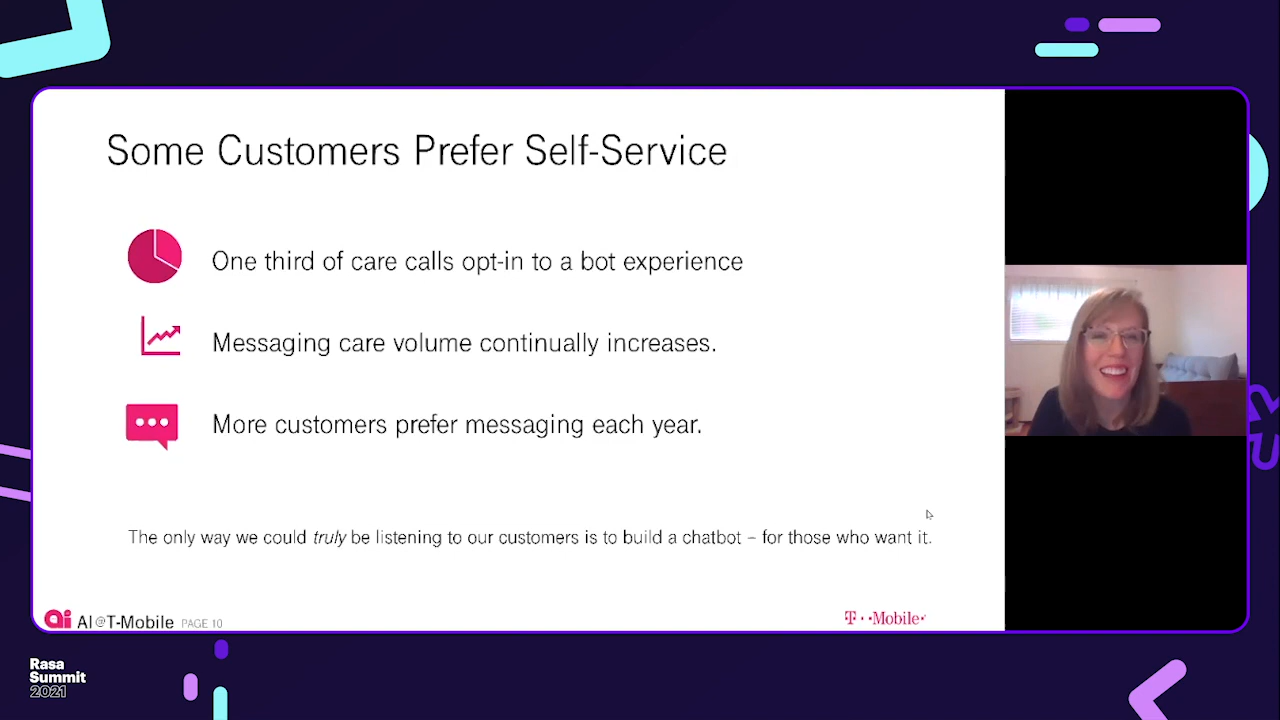 Some Customers Prefer Self-Service
One third of care calls opt-in to a bot experience
Messaging care volume continually increases.
More customers prefer messaging each year.
The only way we could truly be listening to our customers is to build a chatbot – for those who want it.
ai AI@T-Mobile PAGE 10
T··Mobile·
Rasa
Summit
2021